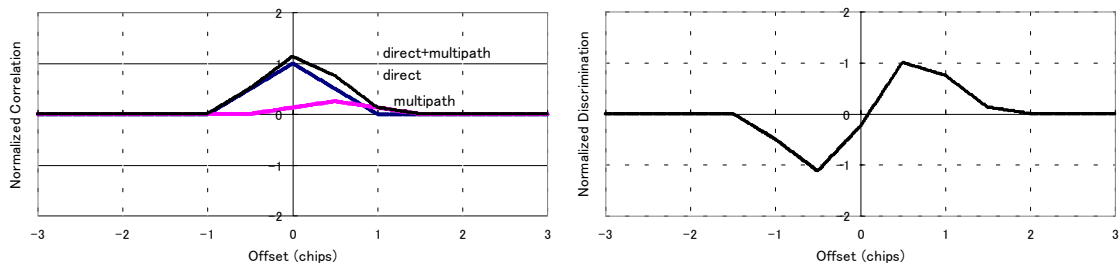 Normalized Correlation
2
1
0
-1
-2
direct+multipath
direct
multipath
-3 -2 -1 0 1 2 3
Offset (chips)
Normalized Discrimination
2
1
0
-1
-2
-3 -2 -1 0 1 2 3
Offset (chips)